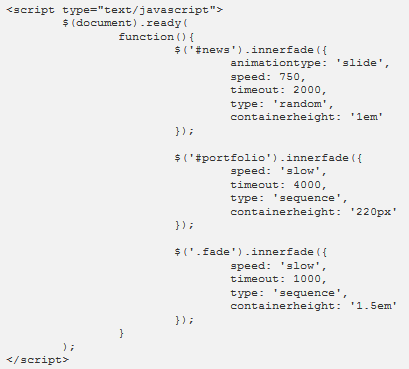 <script type="text/javascript">
$(document).ready(
function(){
$('#news').innerfade({
animationtype: 'slide',
speed: 750,
timeout: 2000,
type: 'random',
containerheight: '1em'
});
$('#portfolio').innerfade({
speed: 'slow',
timeout: 4000,
type: 'sequence',
containerheight: '220px'
});
$('.fade').innerfade({
speed: 'slow',
timeout: 1000,
type: 'sequence',
containerheight: '1.5em'
});
}
);
</script>